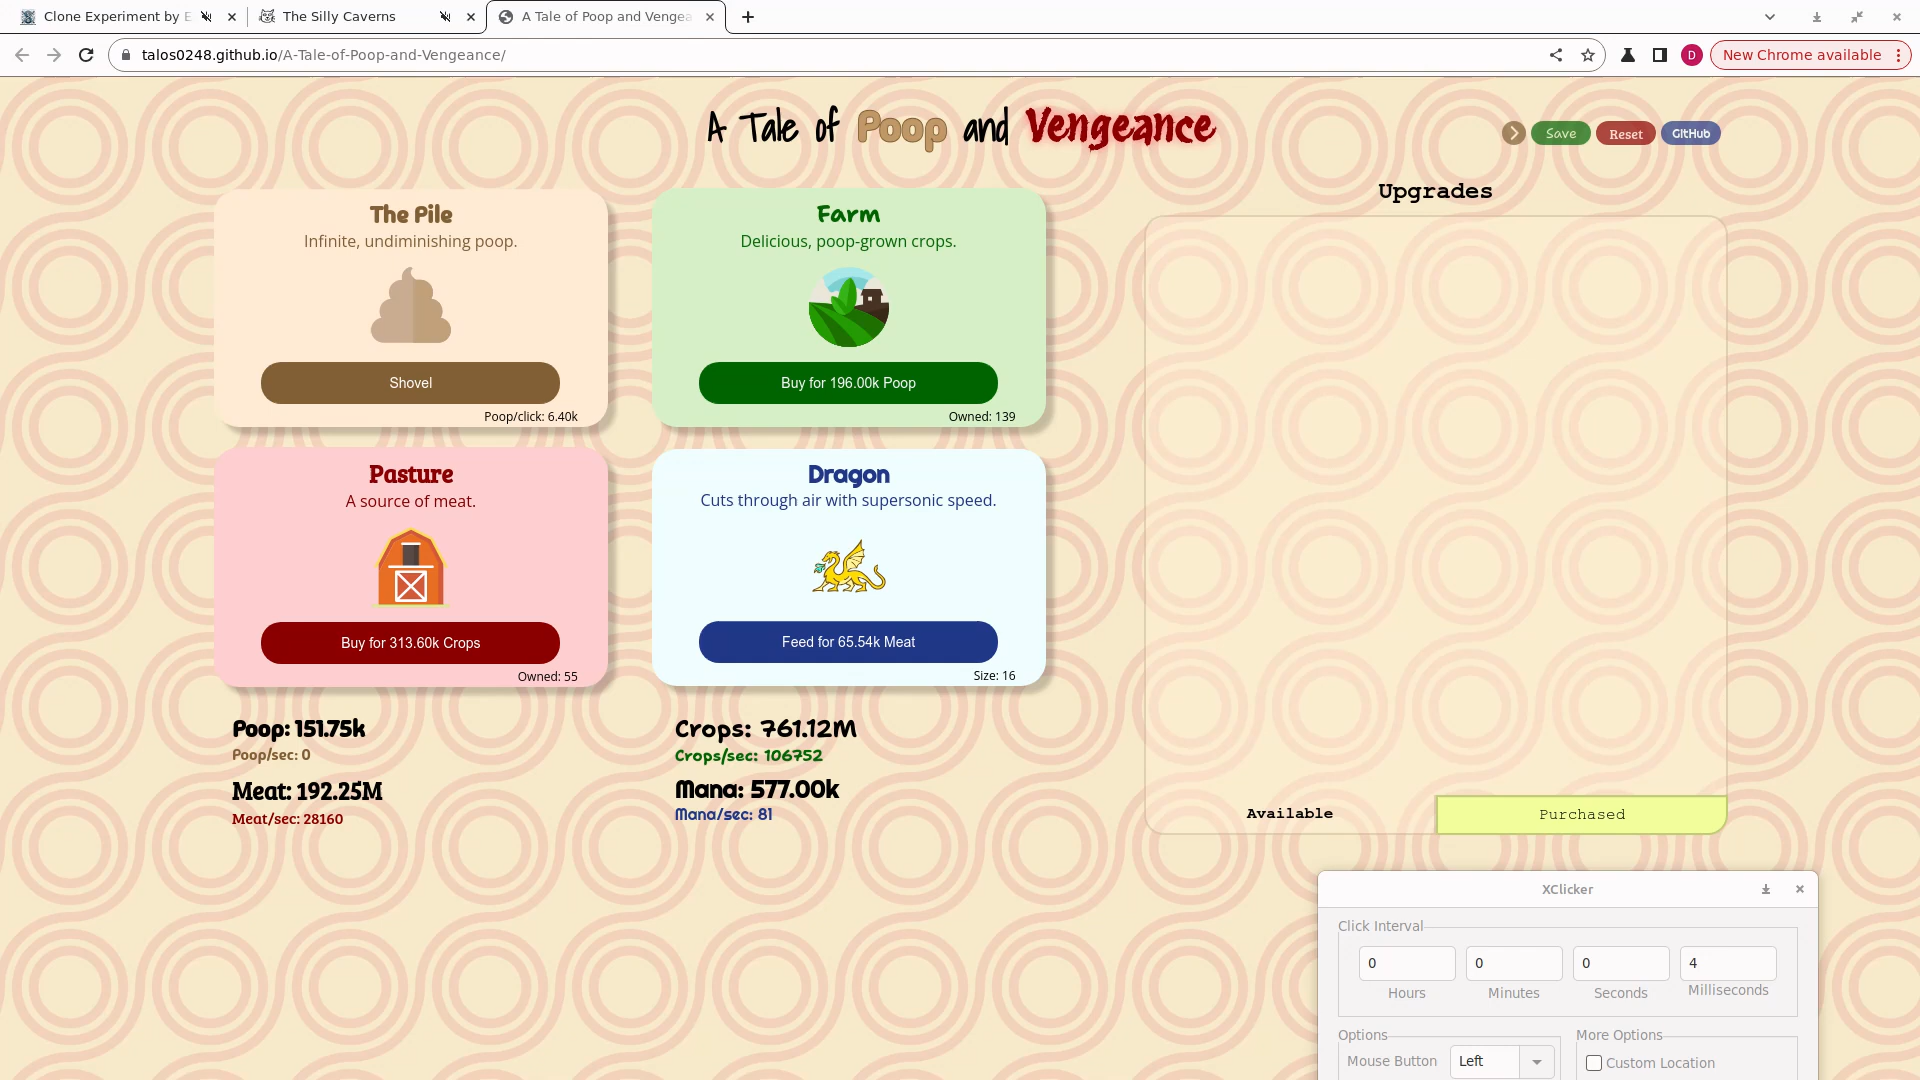 Clone Experiment by E
The Silly Caverns
A Tale of Poop and Vengea
talos0248.github.io/A-Tale-of-Poop-and-Vengeance/
D
New Chrome available
A Tale of Poop and Vengeance
Save
Reset
GitHub
The Pile
Infinite, undiminishing poop.
Shovel
Poop/click: 6.40k
Farm
Delicious, poop-grown crops.
Buy for 196.00k Poop
Owned: 139
Upgrades
Pasture
A source of meat.
Buy for 313.60k Crops
Owned: 55
Dragon
Cuts through air with supersonic speed.
Feed for 65.54k Meat
Size: 16
Poop: 151.75k
Poop/sec: 0
Meat: 192.25M
Meat/sec: 28160
Crops: 761.12M
Crops/sec: 106752
Mana: 577.00k
Mana/sec: 81
Available
Purchased
XClicker
Click Interval
0
0
0
4
Hours
Minutes
Seconds
Milliseconds
Options
More Options
Mouse Button
Left
Custom Location